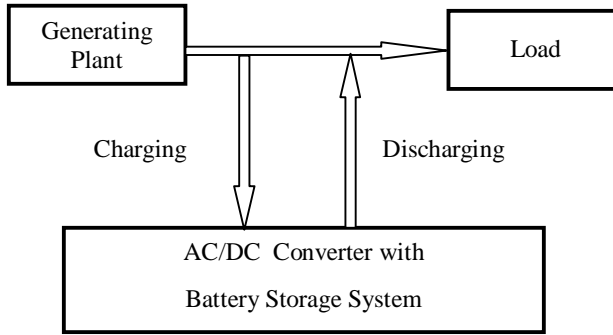 Generating
Plant
Load
Charging
Discharging
AC/DC Converter with
Battery Storage System